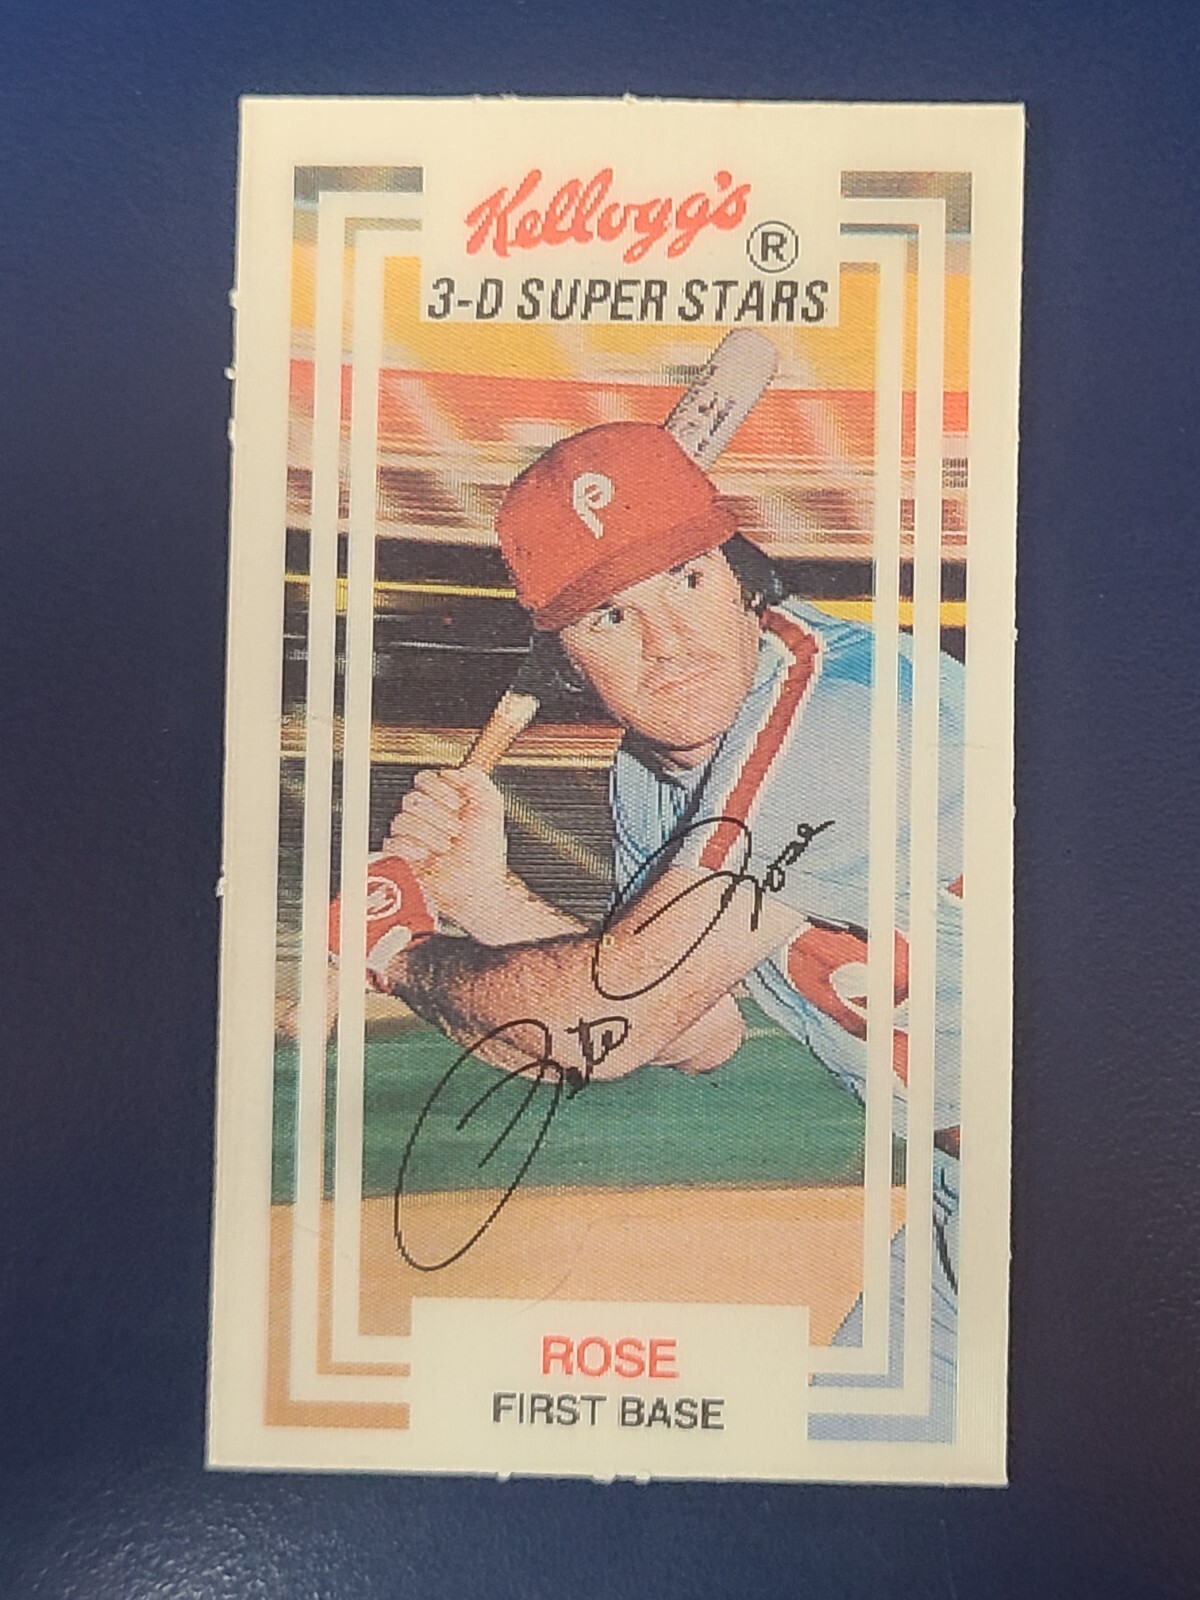 Kellogg's ®
3-D SUPER STARS
P
Pete Rose
ROSE
FIRST BASE